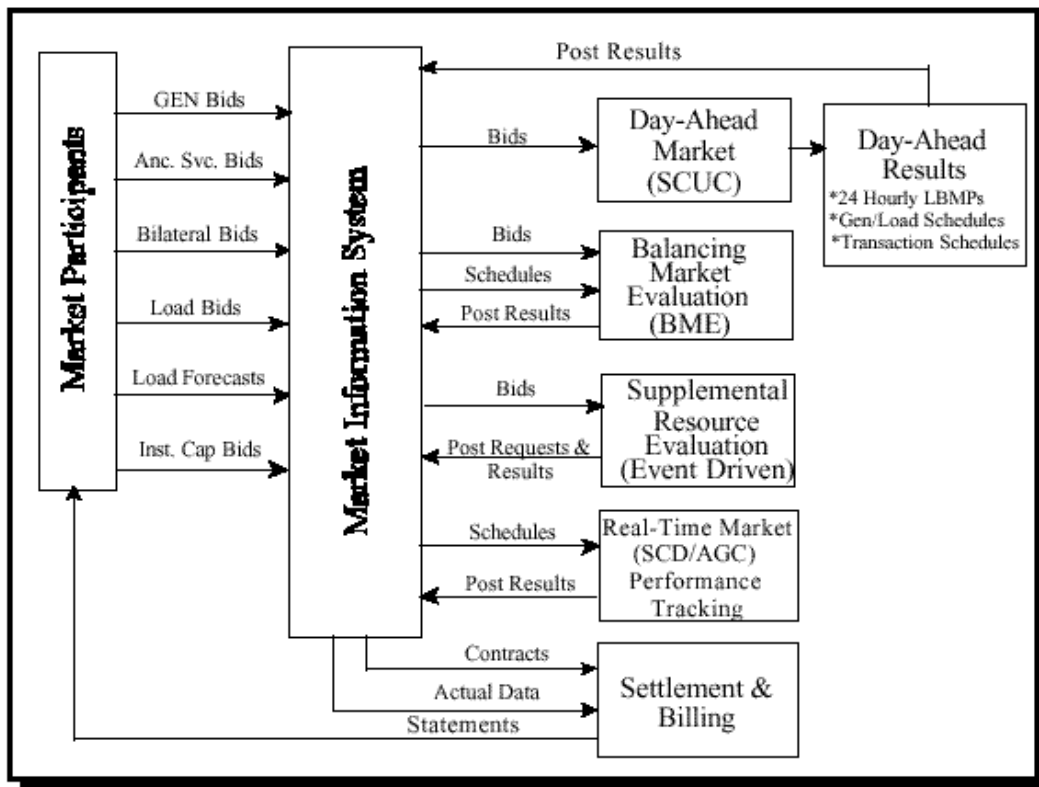 Market Participants
GEN Bids
Anc. Svc. Bids
Bilateral Bids
Load Bids
Load Forecasts
Inst. Cap Bids
Market Information System
Post Results
Bids
Day-Ahead
Market
(SCUC)
Day-Ahead
Results
*24 Hourly LBMPs
*Gen/Load Schedules
*Transaction Schedules
Bids
Schedules
Post Results
Balancing
Market
Evaluation
(BME)
Bids
Post Requests &
Results
Supplemental
Resource
Evaluation
(Event Driven)
Schedules
Post Results
Real-Time Market
(SCD/AGC)
Performance
Tracking
Contracts
Actual Data
Statements
Settlement &
Billing